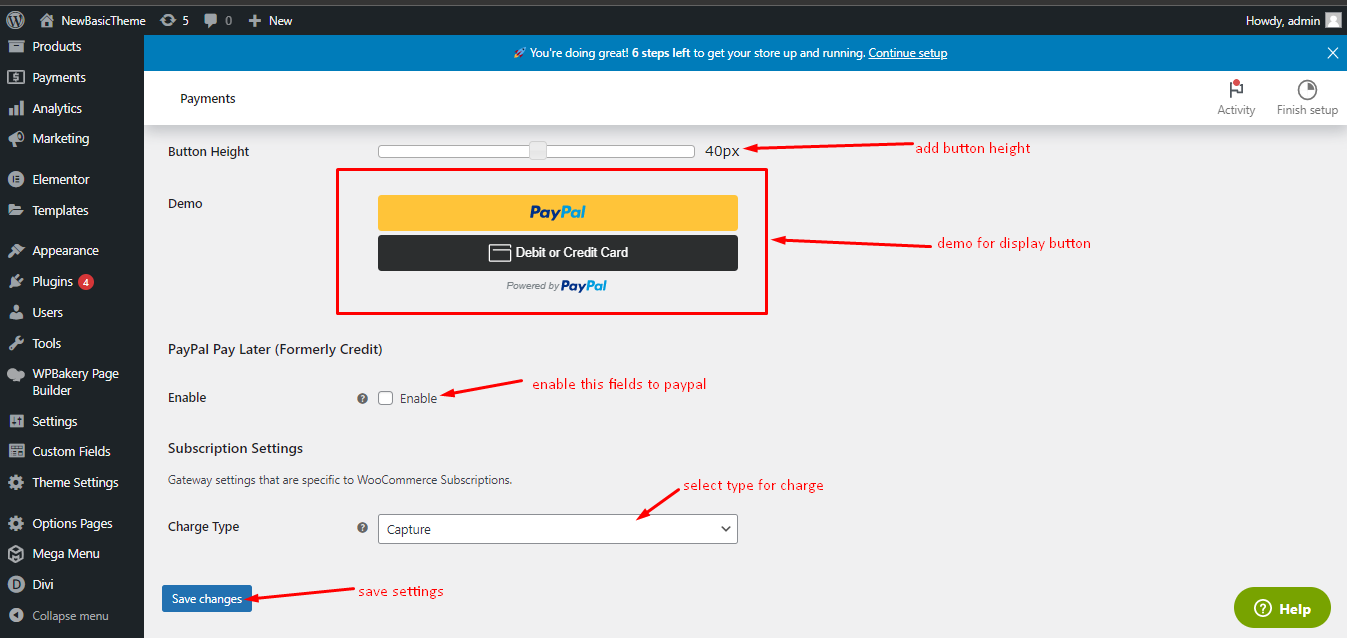 NewBasicTheme 5 0 New Howdy, admin
Products
Payments
Analytics
Marketing
Elementor
Templates
Appearance
Plugins 4
Users
Tools
WPBakery Page
Builder
Settings
Custom Fields
Theme Settings
Options Pages
Mega Menu
Divi
Collapse menu
You're doing great! 6 steps left to get your store up and running. Continue setup
Payments
Activity
Finish setup
Button Height 40px add button height
Demo
PayPal
Debit or Credit Card
Powered by PayPal
demo for display button
PayPal Pay Later (Formerly Credit)
Enable Enable enable this fields to paypal
Subscription Settings
Gateway settings that are specific to WooCommerce Subscriptions.
select type for charge
Charge Type Capture
Save changes save settings
Help